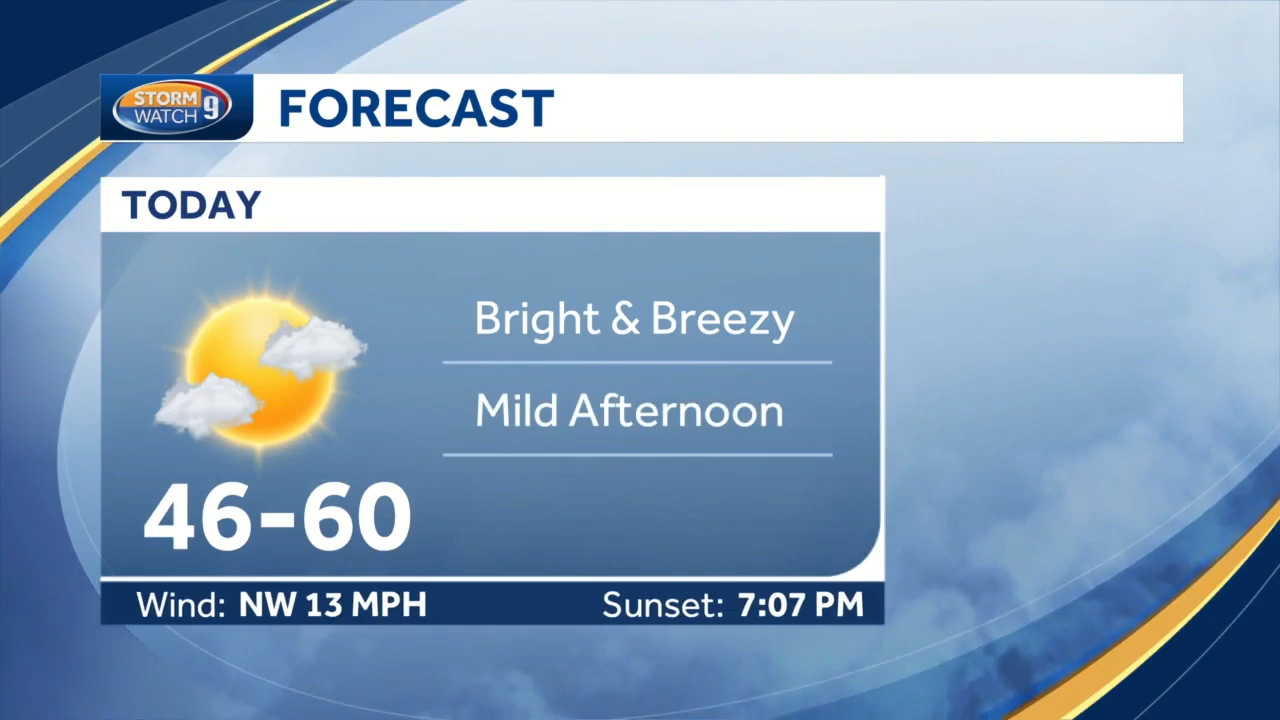 STORM
WATCH 9
FORECAST
TODAY
Bright & Breezy
Mild Afternoon
46-60
Wind: NW 13 MPH
Sunset: 7:07 PM